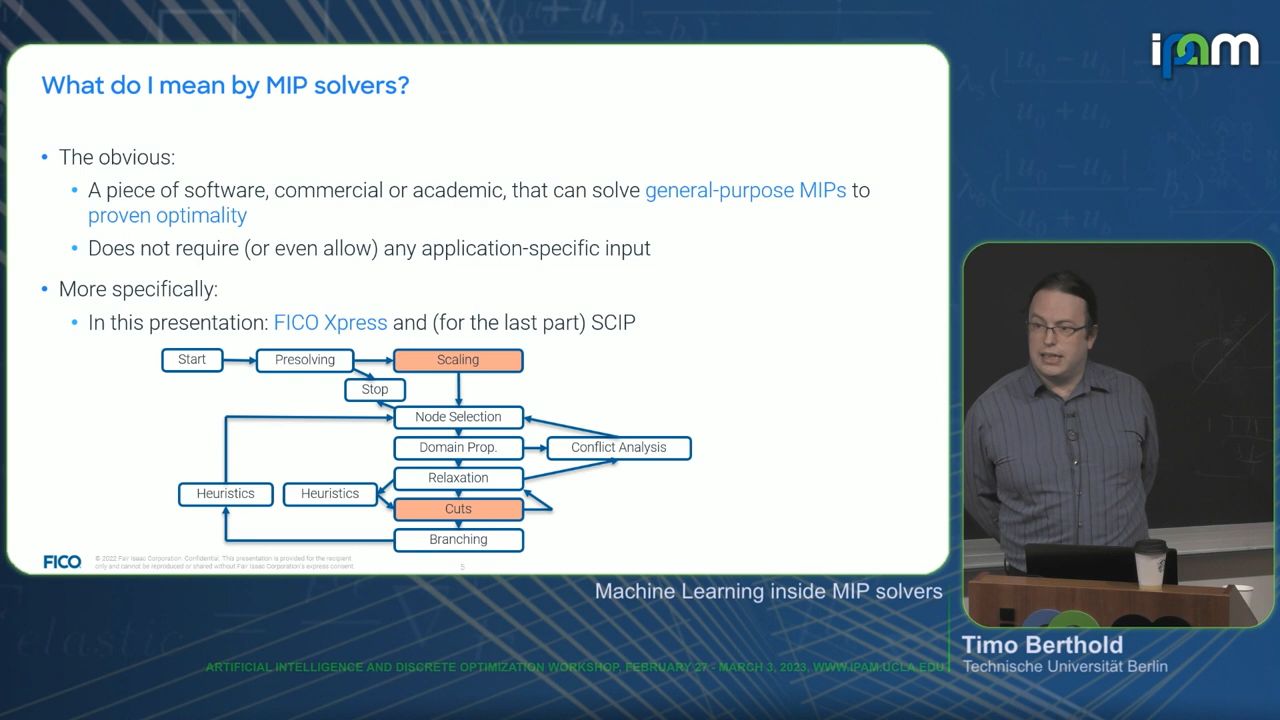 ipam
What do I mean by MIP solvers?
• The obvious:
• A piece of software, commercial or academic, that can solve general-purpose MIPs to
proven optimality
• Does not require (or even allow) any application-specific input
• More specifically:
• In this presentation: FICO Xpress and (for the last part) SCIP
Start
Presolving
Scaling
Stop
Node Selection
Domain Prop.
Conflict Analysis
Relaxation
Heuristics
Heuristics
Cuts
Branching
FICO
© 2022 Fair Isaac Corporation. Confidential. This presentation is provided for the recipient
only and cannot be reproduced or shared without Fair Isaac Corporation's express consent.
5
Machine Learning inside MIP solvers
Timo Berthold
Technische Universität Berlin
ARTIFICIAL INTELLIGENCE AND DISCRETE OPTIMIZATION WORKSHOP, FEBRUARY 27 - MARCH 3, 2023, WWW.IPAM.UCLA.EDU
elastic